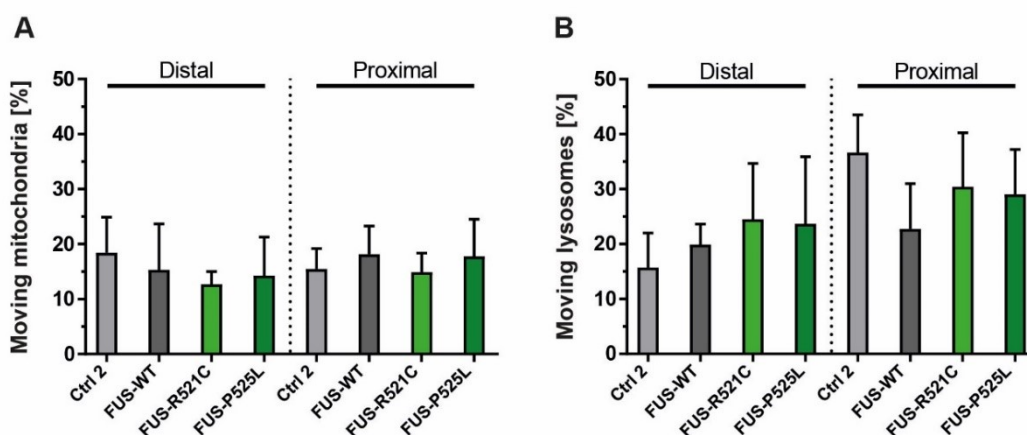 A
Distal
Proximal
Moving mitochondria [%]
50
40
30
20
10
0
Ctrl 2
FUS-WT
FUS-R521C
FUS-P525L
Ctrl 2
FUS-WT
FUS-R521C
FUS-P525L
B
Distal
Proximal
Moving lysosomes [%]
50
40
30
20
10
0
Ctrl 2
FUS-WT
FUS-R521C
FUS-P525L
Ctrl 2
FUS-WT
FUS-R521C
FUS-P525L